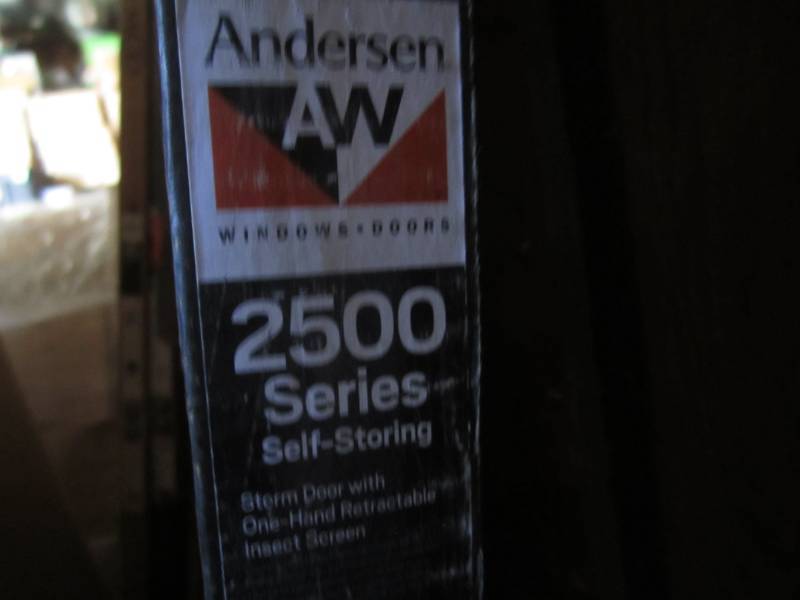 Andersen
AW
WINDOWS • DOORS
2500
Series
Self-Storing
Storm Door with
One-Hand Retractable
Insect Screen